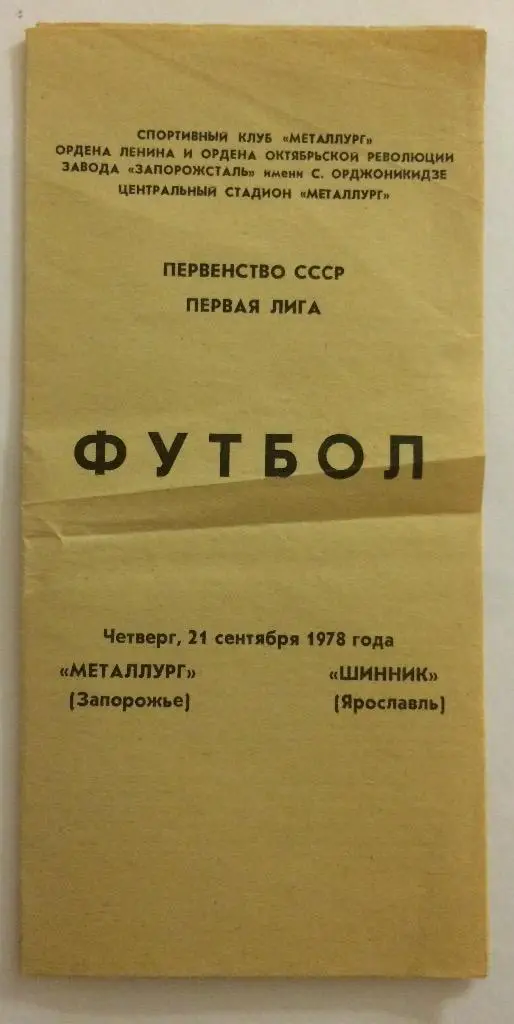 СПОРТИВНЫЙ КЛУБ «МЕТАЛЛУРГ»
ОРДЕНА ЛЕНИНА И ОРДЕНА ОКТЯБРЬСКОЙ РЕВОЛЮЦИИ
ЗАВОДА «ЗАПОРОЖСТАЛЬ» имени С. ОРДЖОНИКИДЗЕ
ЦЕНТРАЛЬНЫЙ СТАДИОН «МЕТАЛЛУРГ»
ПЕРВЕНСТВО СССР
ПЕРВАЯ ЛИГА
ФУТБОЛ
Четверг, 21 сентября 1978 года
«МЕТАЛЛУРГ» «ШИННИК»
(Запорожье) (Ярославль)